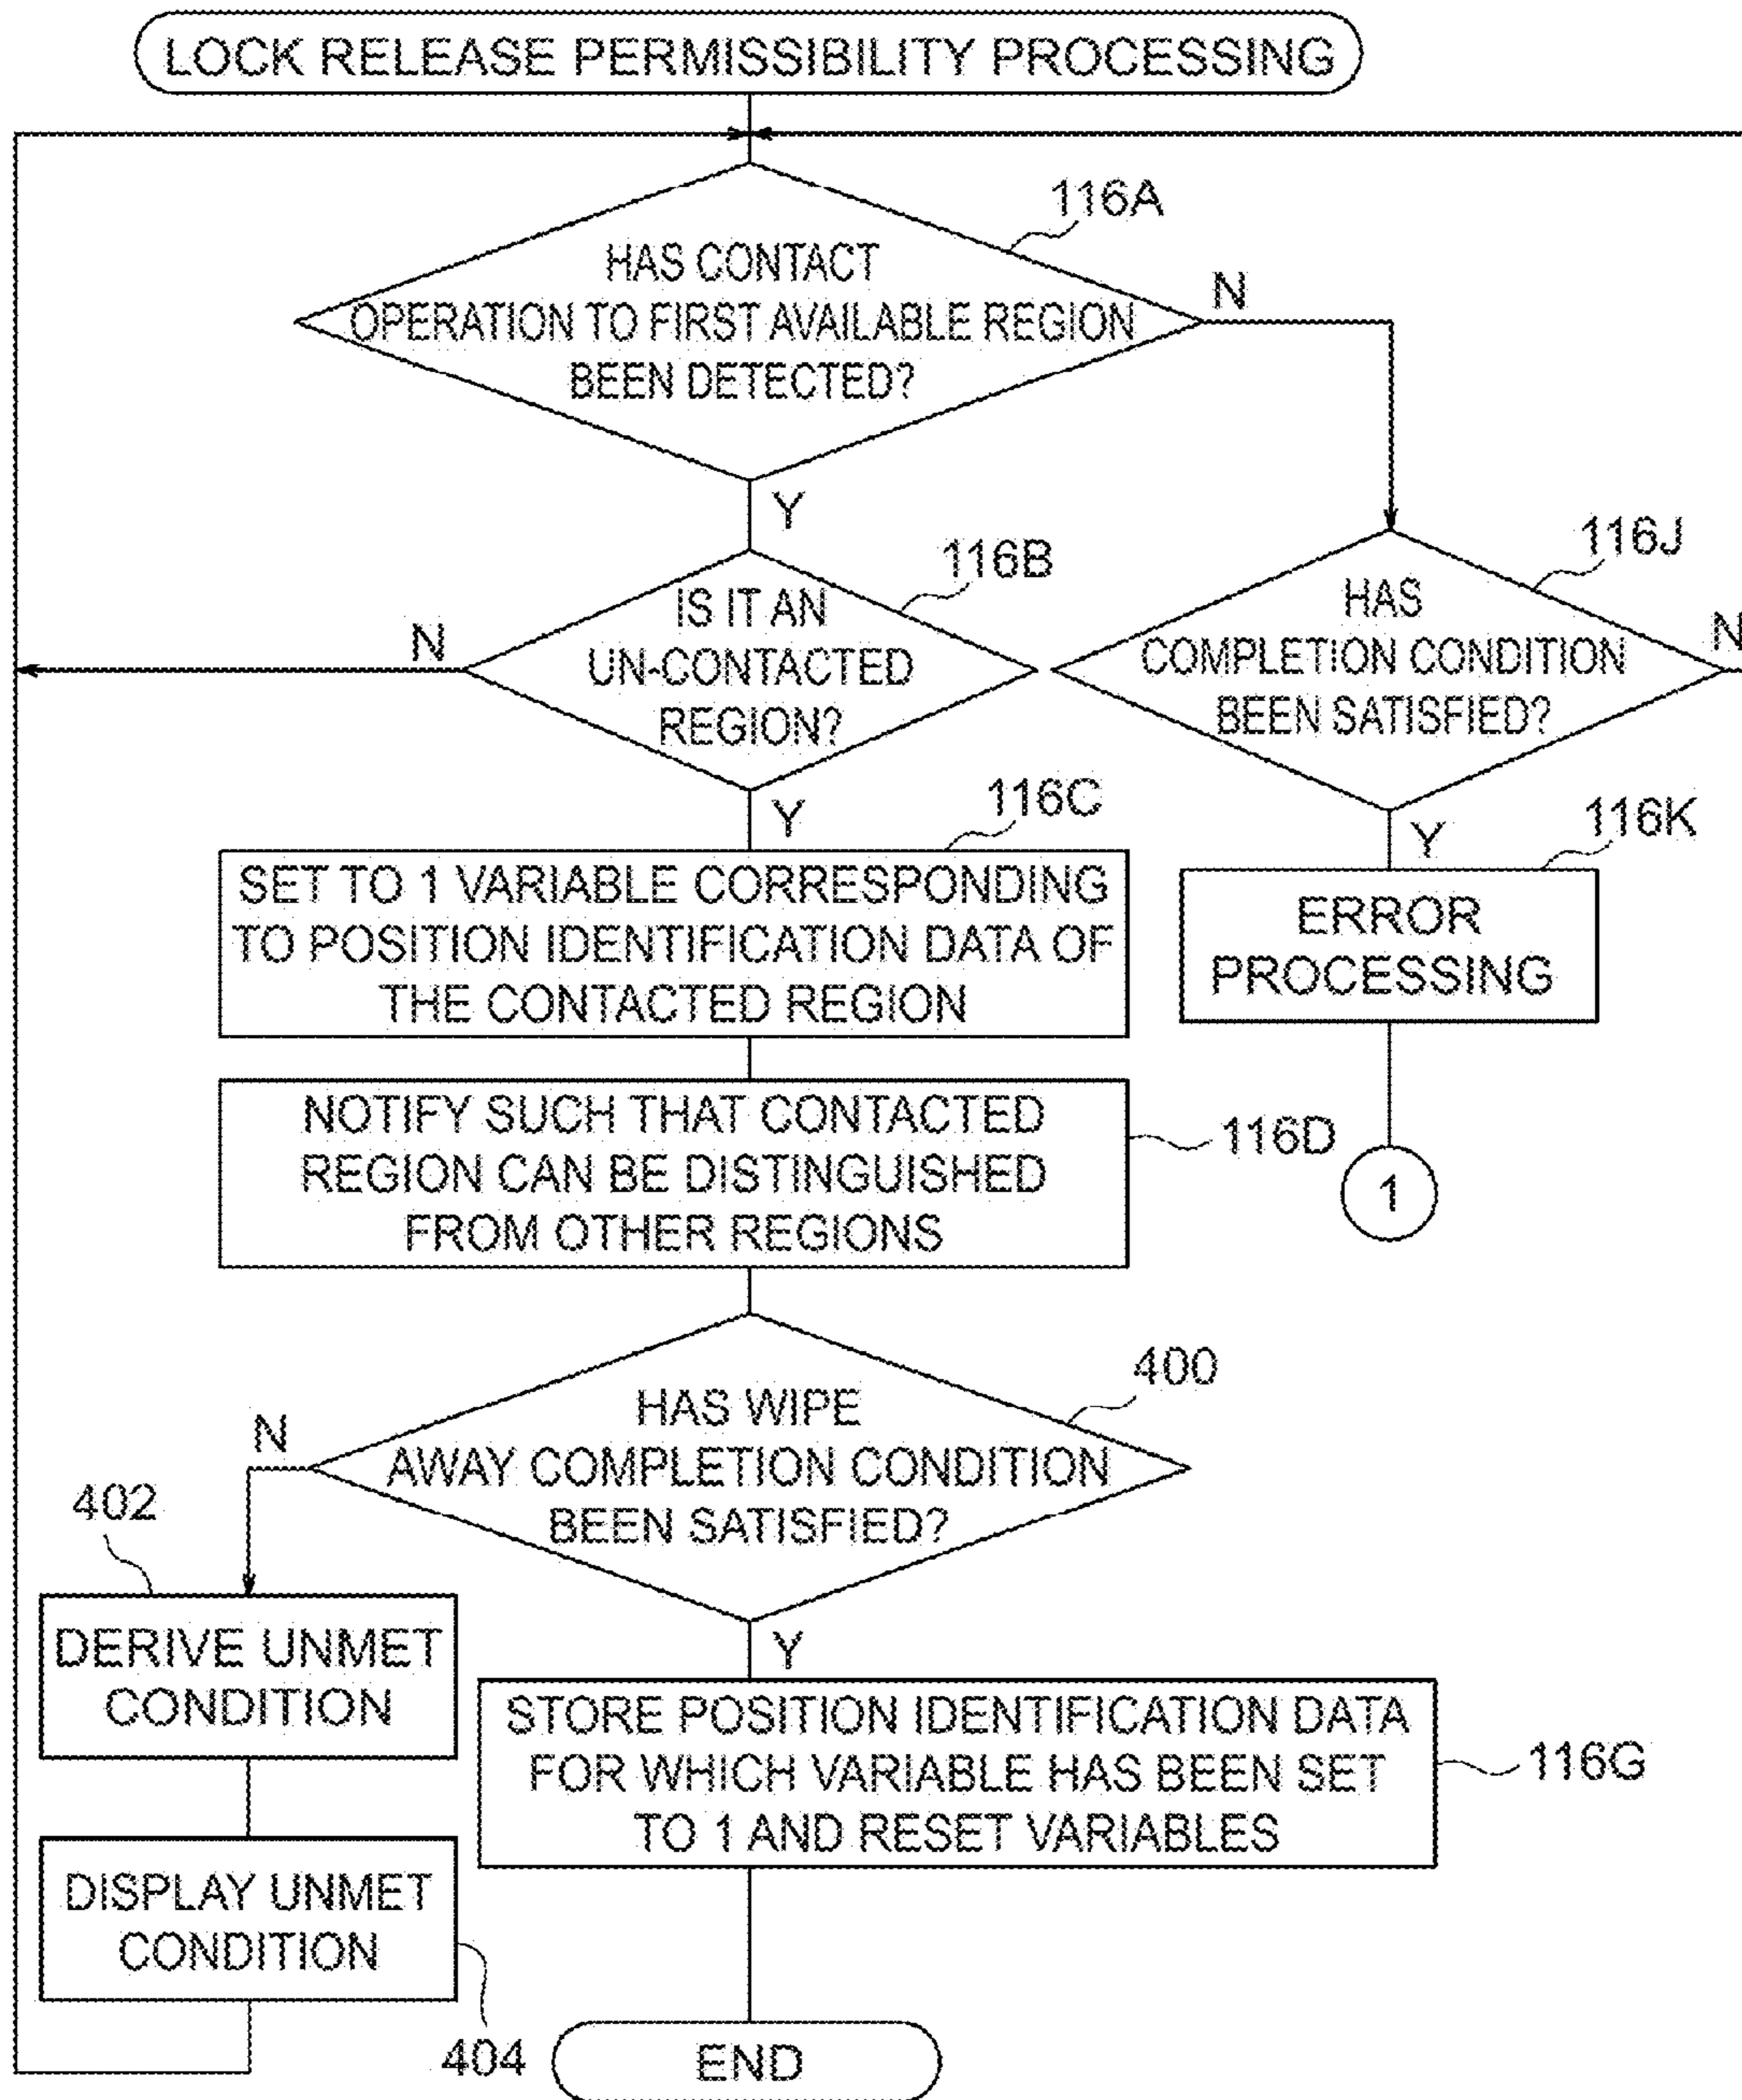 LOCK RELEASE PERMISSIBILITY PROCESSING
116A
HAS CONTACT
OPERATION TO FIRST AVAILABLE REGION
BEEN DETECTED?
N
Y
116B
IS IT AN
UN-CONTACTED
REGION?
N
Y
116J
HAS
COMPLETION CONDITION
BEEN SATISFIED?
N
Y
116C
SET TO 1 VARIABLE CORRESPONDING
TO POSITION IDENTIFICATION DATA OF
THE CONTACTED REGION
116K
ERROR
PROCESSING
1
NOTIFY SUCH THAT CONTACTED
REGION CAN BE DISTINGUISHED
FROM OTHER REGIONS
116D
400
HAS WIPE
AWAY COMPLETION CONDITION
BEEN SATISFIED?
N
Y
402
DERIVE UNMET
CONDITION
STORE POSITION IDENTIFICATION DATA
FOR WHICH VARIABLE HAS BEEN SET
TO 1 AND RESET VARIABLES
116G
DISPLAY UNMET
CONDITION
404
END